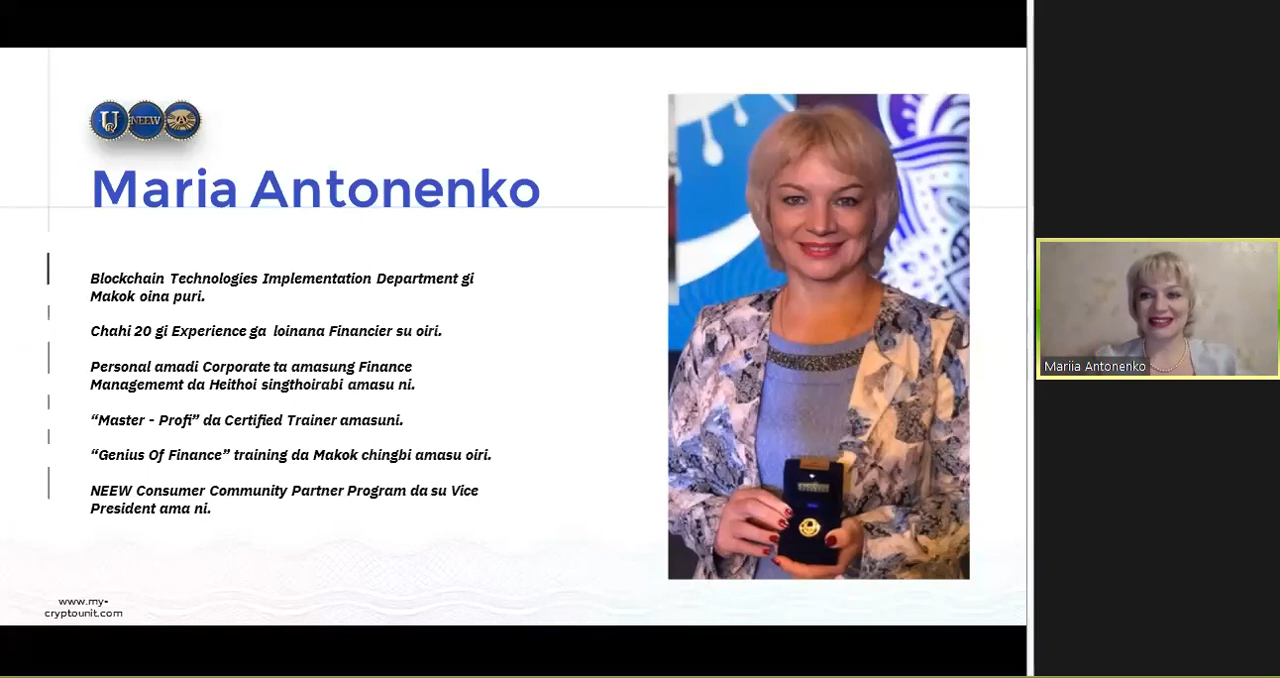 UR NEEW
Maria Antonenko
Blockchain Technologies Implementation Department gi
Makok oina puri.
Chahi 20 gi Experience ga loinana Financier su oiri.
Personal amadi Corporate ta amasung Finance
Managememt da Heithoi singthoirabi amasu ni.
“Master - Profi” da Certified Trainer amasuni.
“Genius Of Finance” training da Makok chingbi amasu oiri.
NEEW Consumer Community Partner Program da su Vice
President ama ni.
www.my-
cryptounit.com
Mariia Antonenko